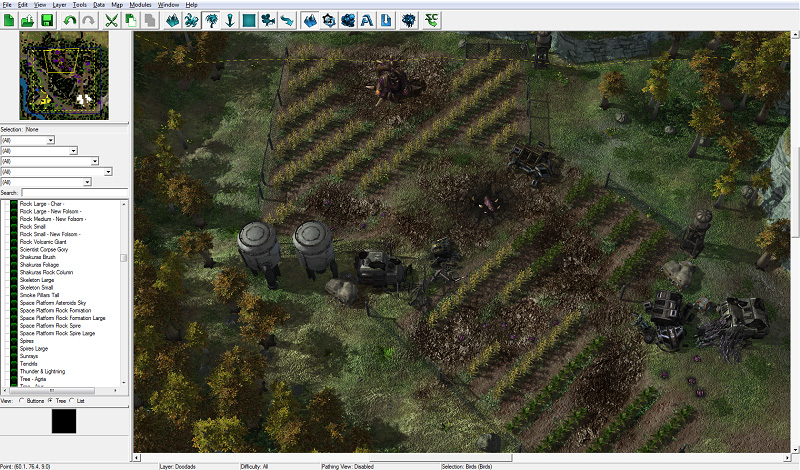 File Edit View Layer Tools Data Map Modules Window Help
Selection: None
(All)
(All)
(All)
(All)
(All)
Search:
Rock Large - Char -
Rock Large - New Folsom -
Rock Medium - New Folsom -
Rock Small
Rock Small - New Folsom -
Rock Volcanic Giant
Scientist Corpse Gory
Shakuras Brush
Shakuras Foliage
Shakuras Rock Column
Skeleton Large
Skeleton Small
Smoke Pillars Tall
Space Platform Asteroids Sky
Space Platform Rock Formation
Space Platform Rock Formation Large
Space Platform Rock Spire
Space Platform Rock Spire Large
Spires
Spires Large
Sunrays
Tendrils
Thunder & Lightning
Tree - Agria
View: Buttons Tree List
Point: (60.1, 76.4, 9.0) Layer: Doodads Difficulty: All Pathing View: Disabled Selection: Birds (Birds)